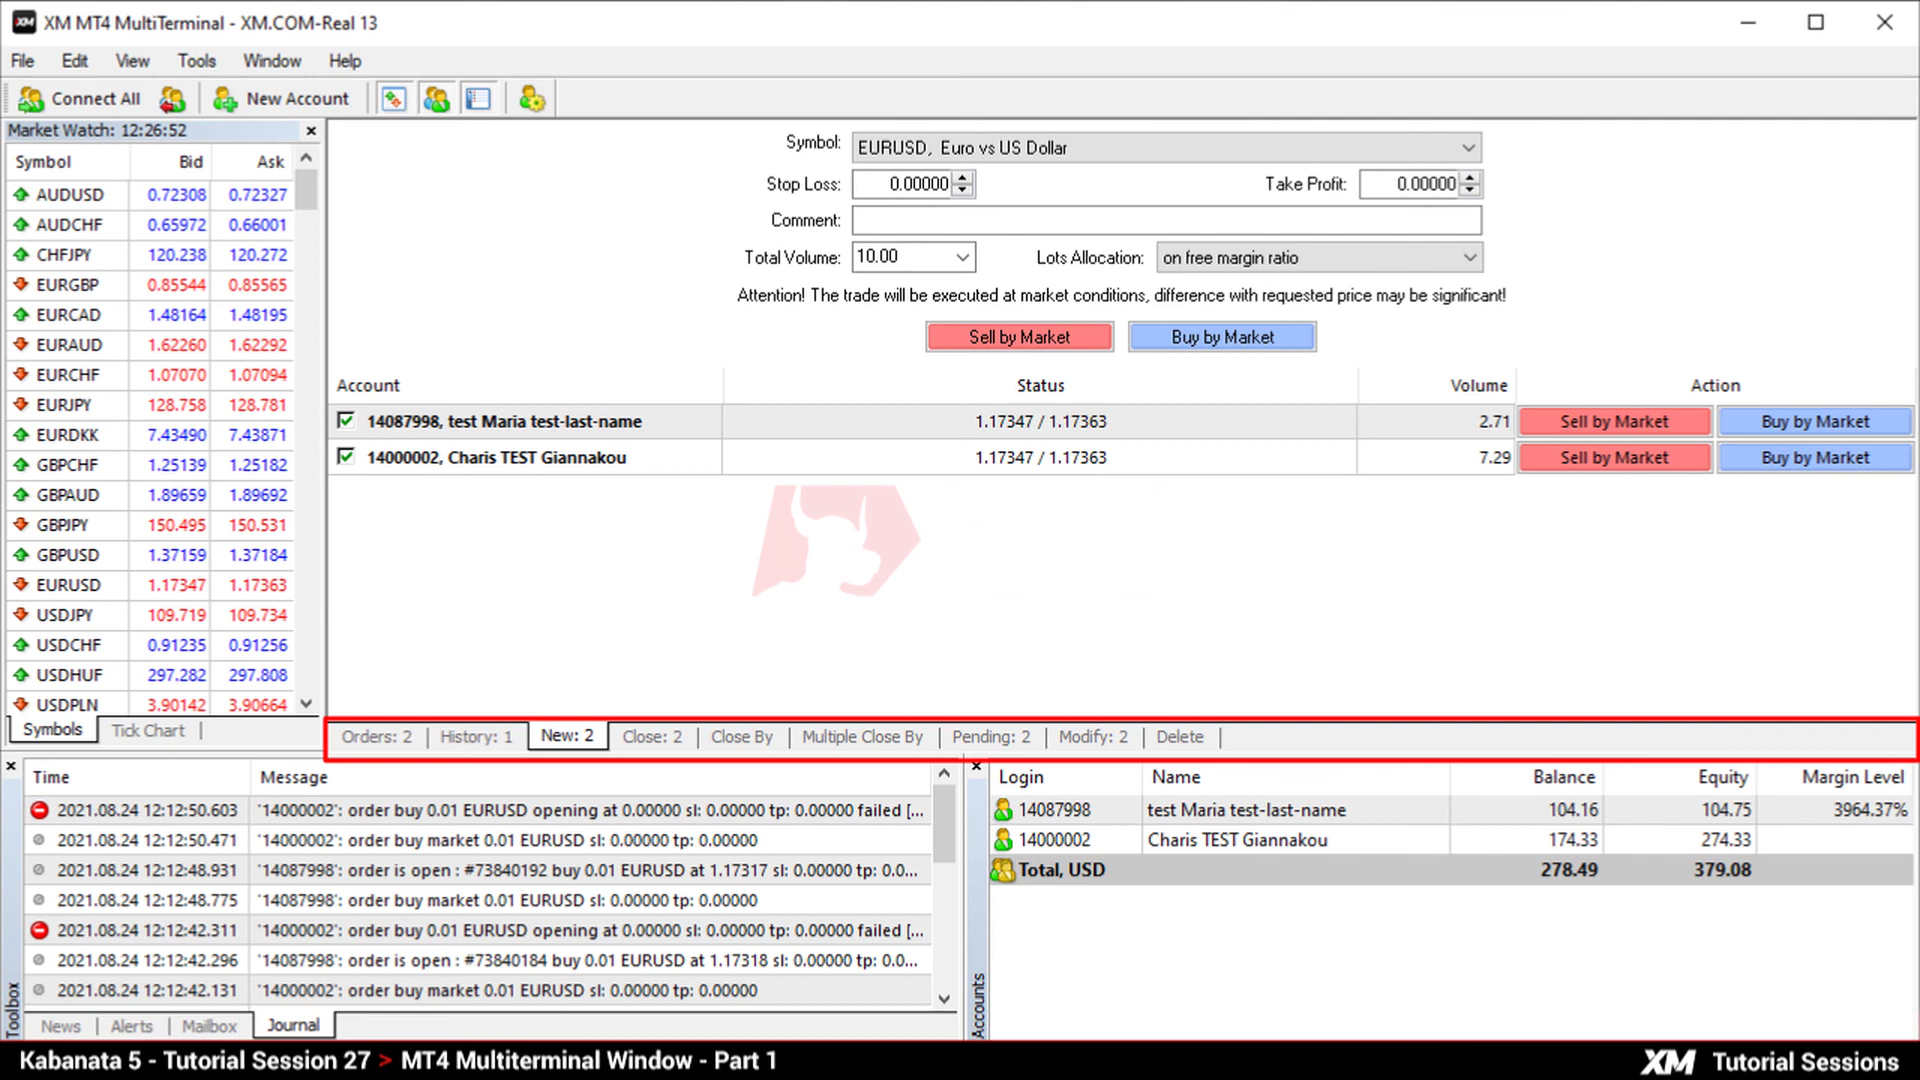 XM MT4 MultiTerminal - XM.COM-Real 13
File Edit View Tools Window Help
Connect All New Account
Market Watch: 12:26:52
Symbol Bid Ask
AUDUSD 0.72308 0.72327
AUDCHF 0.65972 0.66001
CHFJPY 120.238 120.272
EURGBP 0.85544 0.85565
EURCAD 1.48164 1.48195
EURAUD 1.62260 1.62292
EURCHF 1.07070 1.07094
EURJPY 128.758 128.781
EURDKK 7.43490 7.43871
GBPCHF 1.25139 1.25182
GBPAUD 1.89659 1.89692
GBPJPY 150.495 150.531
GBPUSD 1.37159 1.37184
EURUSD 1.17347 1.17363
USDJPY 109.719 109.734
USDCHF 0.91235 0.91256
USDHUF 297.282 297.808
USDPLN 3.90142 3.90664
Symbols Tick Chart
Symbol: EURUSD, Euro vs US Dollar
Stop Loss: 0.00000 Take Profit: 0.00000
Comment:
Total Volume: 10.00 Lots Allocation: on free margin ratio
Attention! The trade will be executed at market conditions, difference with requested price may be significant!
Sell by Market Buy by Market
Account Status Volume Action
14087998, test Maria test-last-name 1.17347 / 1.17363 2.71 Sell by Market Buy by Market
14000002, Charis TEST Giannakou 1.17347 / 1.17363 7.29 Sell by Market Buy by Market
Orders: 2 History: 1 New: 2 Close: 2 Close By Multiple Close By Pending: 2 Modify: 2 Delete
Time Message
2021.08.24 12:12:50.603 '14000002': order buy 0.01 EURUSD opening at 0.00000 sl: 0.00000 tp: 0.00000 failed [...
2021.08.24 12:12:50.471 '14000002': order buy market 0.01 EURUSD sl: 0.00000 tp: 0.00000
2021.08.24 12:12:48.931 '14087998': order is open : #73840192 buy 0.01 EURUSD at 1.17317 sl: 0.00000 tp: 0.0...
2021.08.24 12:12:48.775 '14087998': order buy market 0.01 EURUSD sl: 0.00000 tp: 0.00000
2021.08.24 12:12:42.311 '14000002': order buy 0.01 EURUSD opening at 0.00000 sl: 0.00000 tp: 0.00000 failed [...
2021.08.24 12:12:42.296 '14087998': order is open : #73840184 buy 0.01 EURUSD at 1.17318 sl: 0.00000 tp: 0.0...
2021.08.24 12:12:42.131 '14000002': order buy market 0.01 EURUSD sl: 0.00000 tp: 0.00000
Toolbox
News Alerts Mailbox Journal
Login Name Balance Equity Margin Level
14087998 test Maria test-last-name 104.16 104.75 3964.37%
14000002 Charis TEST Giannakou 174.33 274.33
Total, USD 278.49 379.08
Accounts
Kabanata 5 - Tutorial Session 27 > MT4 Multiterminal Window - Part 1
XM Tutorial Sessions